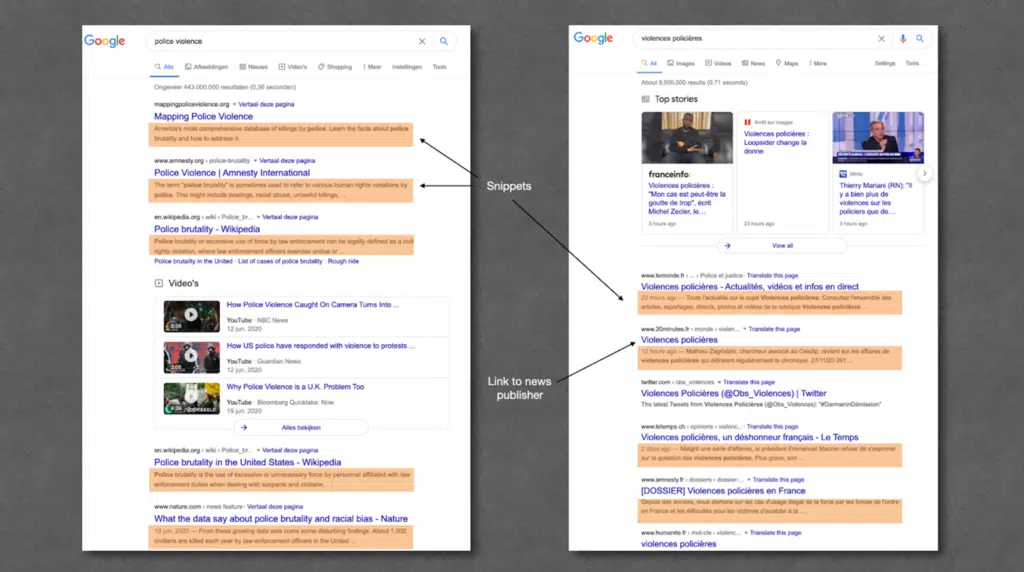 Google
police violence
Alle Afbeeldingen Nieuws Video's Shopping Meer Instellingen Tools
Ongeveer 443.000.000 resultaten (0,36 seconden)
mappingpoliceviolence.org Vertaal deze pagina
Mapping Police Violence
America's most comprehensive database of killings by police. Learn the facts about police
brutality and how to address it.
www.amnesty.org › police-brutality Vertaal deze pagina
Police Violence | Amnesty International
The term "police brutality" is sometimes used to refer to various human rights violations by
police. This might include beatings, racial abuse, unlawful killings, ...
en.wikipedia.org › wiki › Police_br... Vertaal deze pagina
Police brutality - Wikipedia
Police brutality or excessive use of force by law enforcement can be legally defined as a civil
rights violation, where law enforcement officers exercise undue or ...
Police brutality in the United States · List of cases of police brutality · Rough ride
Video's
How Police Violence Caught On Camera Turns Into ...
YouTube · NBC News
12 jun. 2020
8:06
How US police have responded with violence to protests ...
YouTube · Guardian News
12 jun. 2020
2:05
Why Police Violence is a U.K. Problem Too
YouTube · Bloomberg Quicktake: Now
19 jun. 2020
Alles bekijken
en.wikipedia.org › wiki › Police_br... Vertaal deze pagina
Police brutality in the United States - Wikipedia
Police brutality is the use of excessive or unnecessary force by personnel affiliated with law
enforcement duties when dealing with suspects and civilians.
www.nature.com › news feature Vertaal deze pagina
What the data say about police brutality and racial bias - Nature
19 jun. 2020 — From these growing data sets come some disturbing findings. About 1,000
civilians are killed each year by law-enforcement officers in the United ...
Snippets
Link to news
publisher
Google
violences policières
All Images Videos News Maps More Settings Tools
About 9,500,000 results (0.71 seconds)
Top stories
franceinfo:
Violences policières :
"Mon cas est peut-être la
goutte de trop", écrit
Michel Zecler, le...
3 hours ago
Arrêt sur images
Violences policières :
Loopsider change la
donne
23 hours ago
Thierry Mariani (RN): "Il
y a bien plus de
violences sur les
policiers que de...
View all
www.lemonde.fr › ... › Police et justice · Translate this page
Violences policières - Actualités, vidéos et infos en direct
22 hours ago — Toute l'actualité sur le sujet Violences policières. Consultez l'ensemble des
articles, reportages, directs, photos et vidéos de la rubrique Violences policières ...
www.20minutes.fr › monde › violen... Translate this page
Violences policières
12 hours ago — Mathieu Zagrodzki, chercheur associé au Cesdip, revient sur les affaires de
violences policières qui défraient régulièrement la chronique. 27/11/20 261 ...
twitter.com › obs_violences Translate this page
Violences Policières (@Obs_Violences) | Twitter
The latest Tweets from Violences Policières (@Obs_Violences): "#DarmaninDémission"
www.letemps.ch › opinions › violenc... Translate this page
Violences policières, un déshonneur français - Le Temps
2 days ago — Malgré une série d'affaires, le président Emmanuel Macron refuse de s'exprimer
sur la question des violences policières. Plus grave, son ...
www.amnesty.fr › dossiers › dossier-... Translate this page
[DOSSIER] Violences policières en France
Depuis des années, nous alertons sur les cas d'usage illégal de la force par les forces de l'ordre
en France et les difficultés pour les victimes d'accéder à la ...
www.humanite.fr › mot-cle › violenc... Translate this page
violences policières